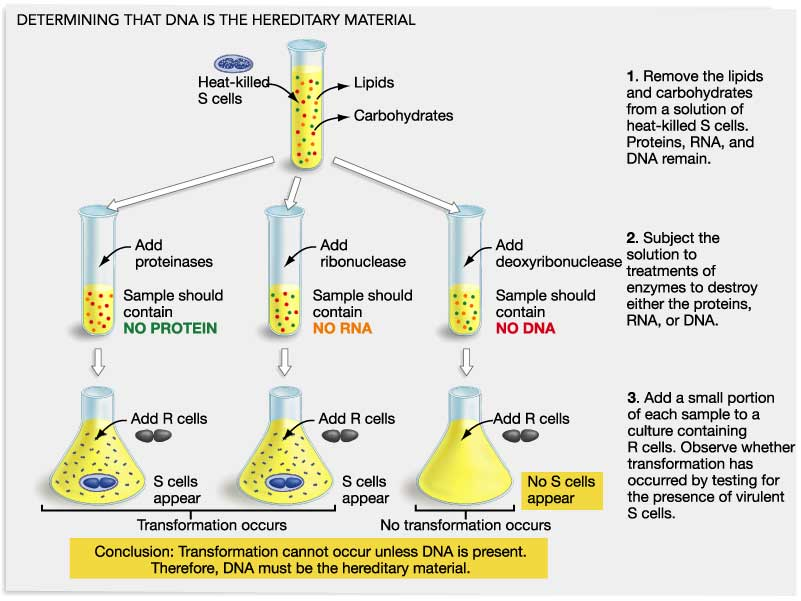 DETERMINING THAT DNA IS THE HEREDITARY MATERIAL
Heat-killed
S cells
Lipids
Carbohydrates
1. Remove the lipids
and carbohydrates
from a solution of
heat-killed S cells.
Proteins, RNA, and
DNA remain.
Add
proteinases
Sample should
contain
NO PROTEIN
Add
ribonuclease
Sample should
contain
NO RNA
Add
deoxyribonuclease
Sample should
contain
NO DNA
2. Subject the
solution to
treatments of
enzymes to destroy
either the proteins,
RNA, or DNA.
Add R cells
S cells
appear
Add R cells
S cells
appear
Add R cells
No S cells
appear
3. Add a small portion
of each sample to a
culture containing
R cells. Observe whether
transformation has
occurred by testing for
the presence of virulent
S cells.
Transformation occurs
No transformation occurs
Conclusion: Transformation cannot occur unless DNA is present.
Therefore, DNA must be the hereditary material.